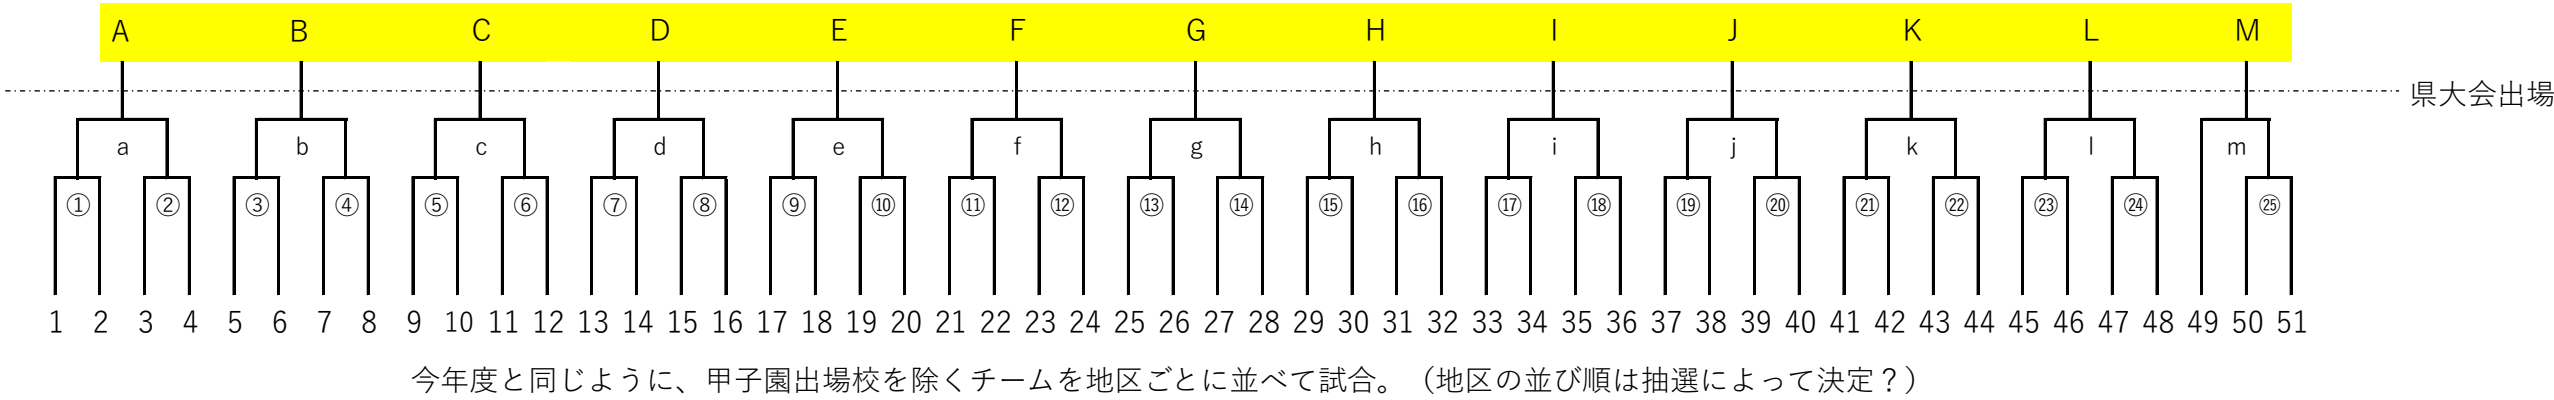 A B C D E F G H I J K L M
県大会出場
a b c d e f g h i j k l m
① ② ③ ④ ⑤ ⑥ ⑦ ⑧ ⑨ ⑩ ⑪ ⑫ ⑬ ⑭ ⑮ ⑯ ⑰ ⑱ ⑲ ⑳ ㉑ ㉒ ㉓ ㉔ ㉕
1 2 3 4 5 6 7 8 9 10 11 12 13 14 15 16 17 18 19 20 21 22 23 24 25 26 27 28 29 30 31 32 33 34 35 36 37 38 39 40 41 42 43 44 45 46 47 48 49 50 51
今年度と同じように、甲子園出場校を除くチームを地区ごとに並べて試合。（地区の並び順は抽選によって決定？）